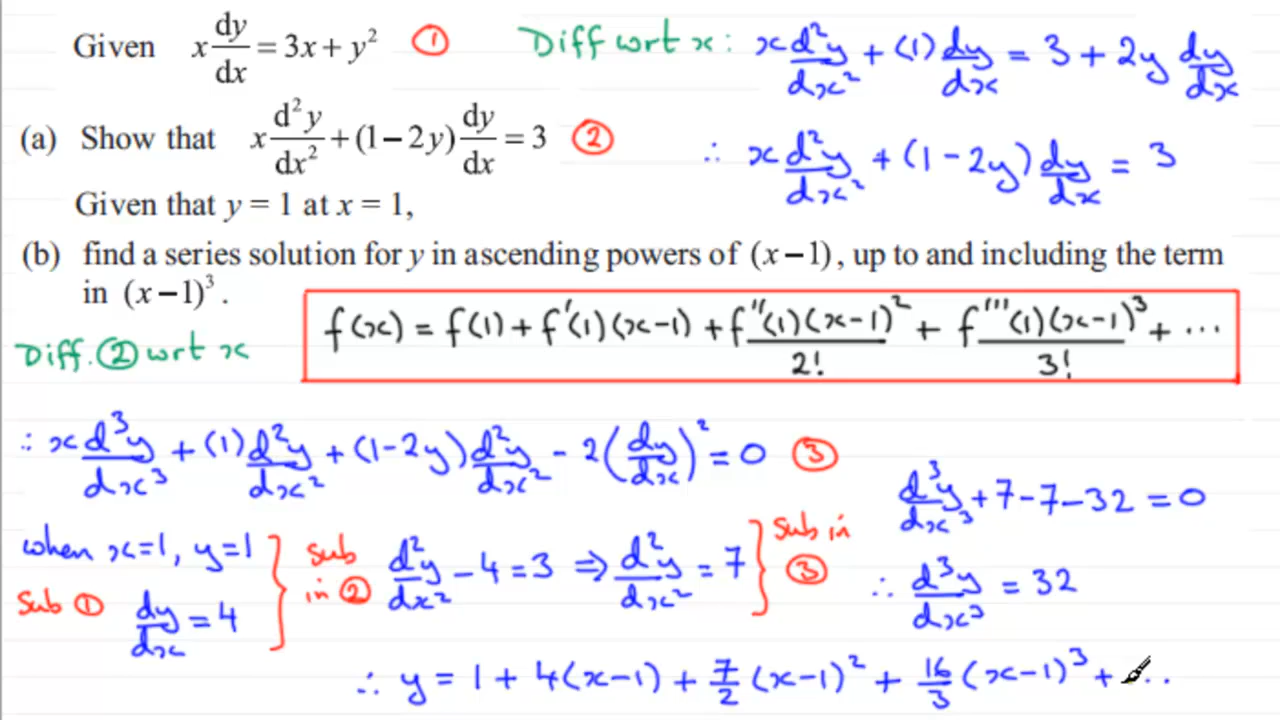 Given x dy/dx = 3x + y² ①
Diff wrt x: x d²y/dx² + (1) dy/dx = 3 + 2y dy/dx
(a) Show that x d²y/dx² + (1 − 2y) dy/dx = 3 ②
∴ x d²y/dx² + (1 − 2y) dy/dx = 3
Given that y = 1 at x = 1,
(b) find a series solution for y in ascending powers of (x − 1), up to and including the term
in (x − 1)³.
f(x) = f(1) + f'(1)(x−1) + f''(1)(x−1)²/2! + f'''(1)(x−1)³/3! + ...
Diff. ② wrt x
∴ x d³y/dx³ + (1) d²y/dx² + (1−2y) d²y/dx² − 2(dy/dx)² = 0 ③
when x=1, y=1
Sub ① dy/dx = 4
Sub in ②
d²y/dx² − 4 = 3 ⇒ d²y/dx² = 7
Sub in ③
d³y/dx³ + 7 − 7 − 32 = 0
∴ d³y/dx³ = 32
∴ y = 1 + 4(x−1) + 7/2 (x−1)² + 16/3 (x−1)³ + ...